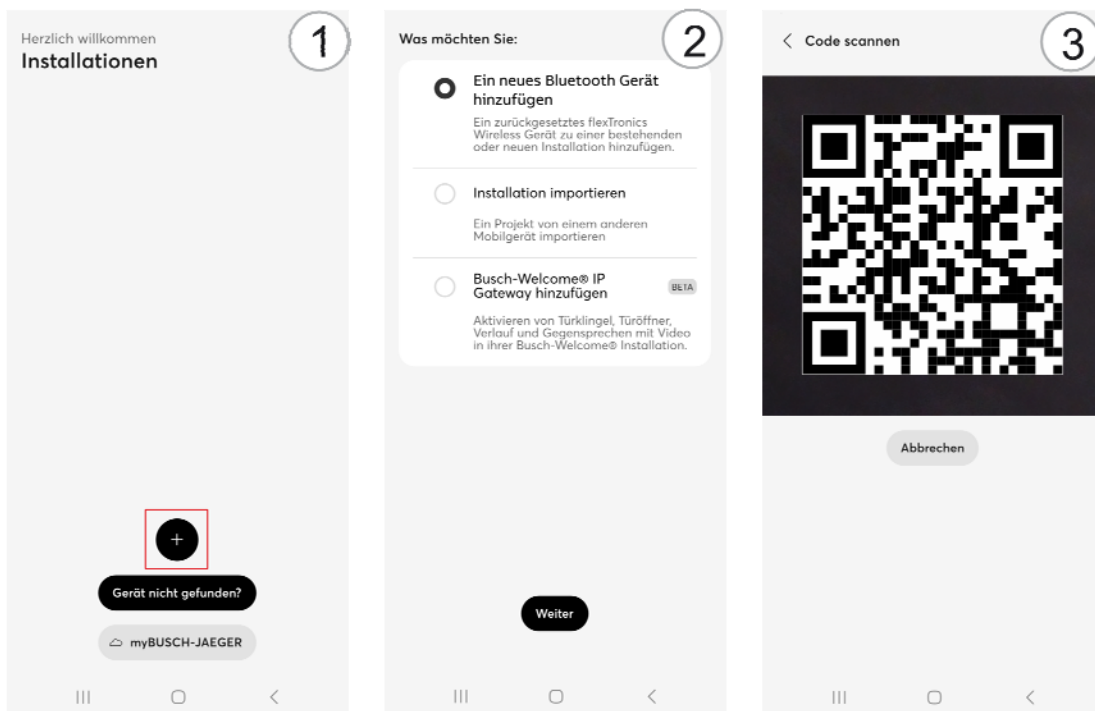 1
Herzlich willkommen
Installationen
+
Gerät nicht gefunden?
myBUSCH-JAEGER
2
Was möchten Sie:
Ein neues Bluetooth Gerät
hinzufügen
Ein zurückgesetztes flexTronics
Wireless Gerät zu einer bestehenden
oder neuen Installation hinzufügen.
Installation importieren
Ein Projekt von einem anderen
Mobilgerät importieren
Busch-Welcome® IP
Gateway hinzufügen
BETA
Aktivieren von Türklingel, Türöffner,
Verlauf und Gegensprechen mit Video
in ihrer Busch-Welcome® Installation.
Weiter
3
Code scannen
Abbrechen